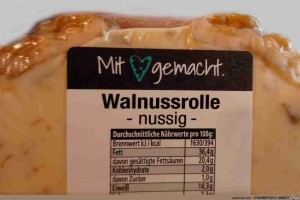 Mit gemacht.
Walnussrolle
- nussig -
Durchschnittliche Nährwerte pro 100g:
Brennwert kJ / kcal 1630/394
Fett 36,4g
davon gesättigte Fettsäuren 20,4g
Kohlenhydrate 2,0g
davon Zucker 1,0g
Eiweiß 14,3g